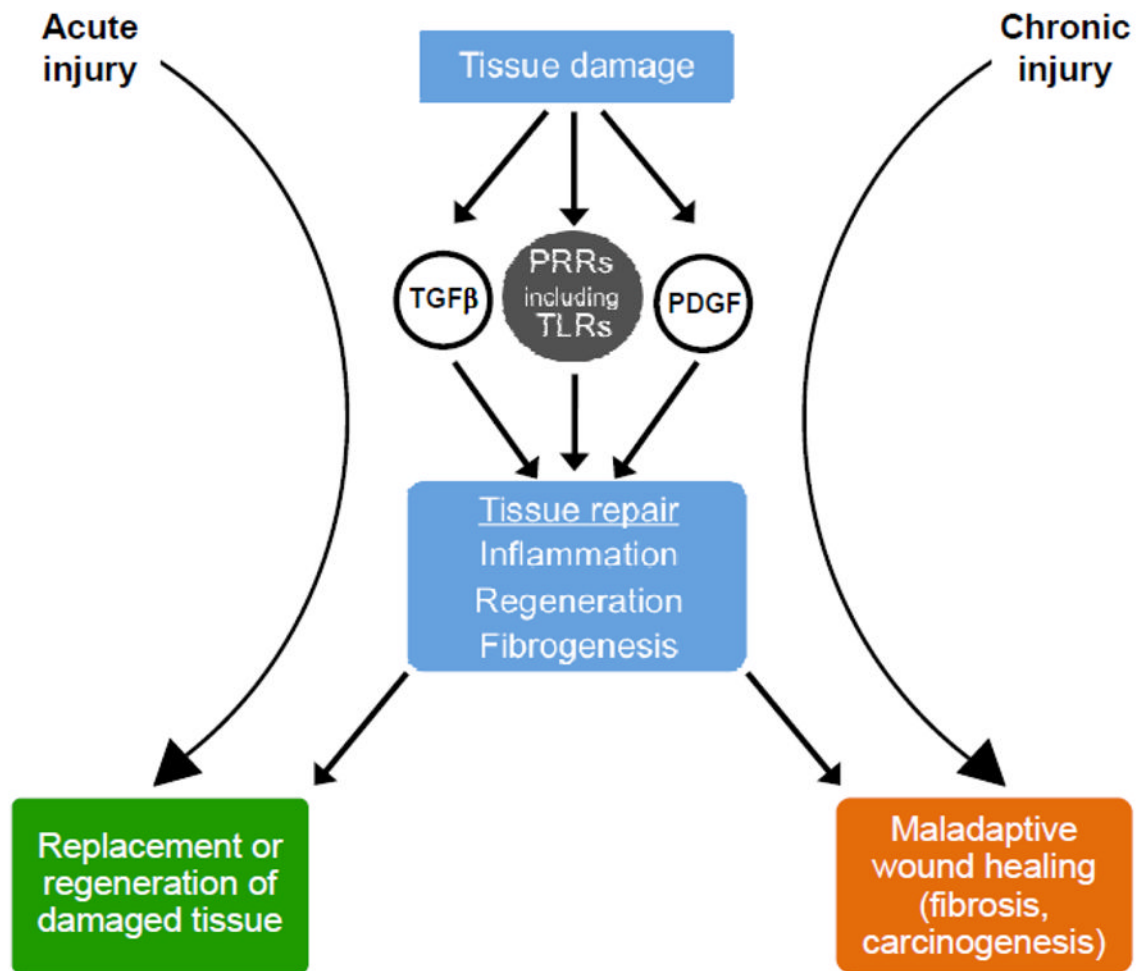 Acute
injury
Tissue damage
Chronic
injury
TGFβ
PRRs
including
TLRs
PDGF
Tissue repair
Inflammation
Regeneration
Fibrogenesis
Replacement or
regeneration of
damaged tissue
Maladaptive
wound healing
(fibrosis,
carcinogenesis)